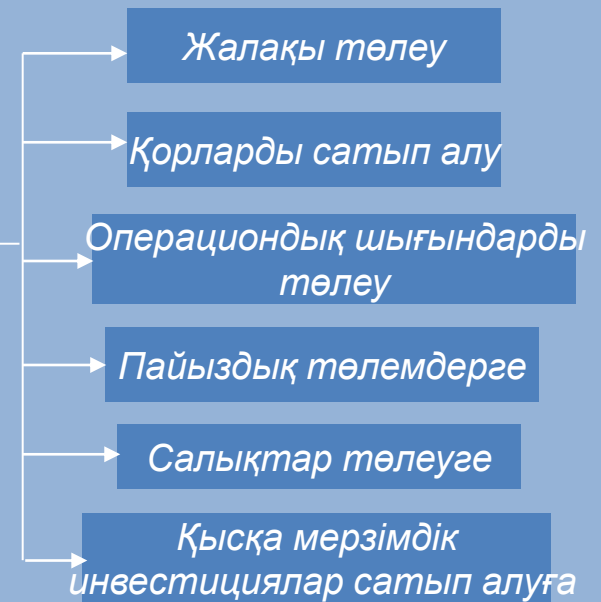 Жалақы төлеу
Қорларды сатып алу
Операциондық шығындарды
төлеу
Пайыздық төлемдерге
Салықтар төлеуге
Қысқа мерзімдік
инвестициялар сатып алуға